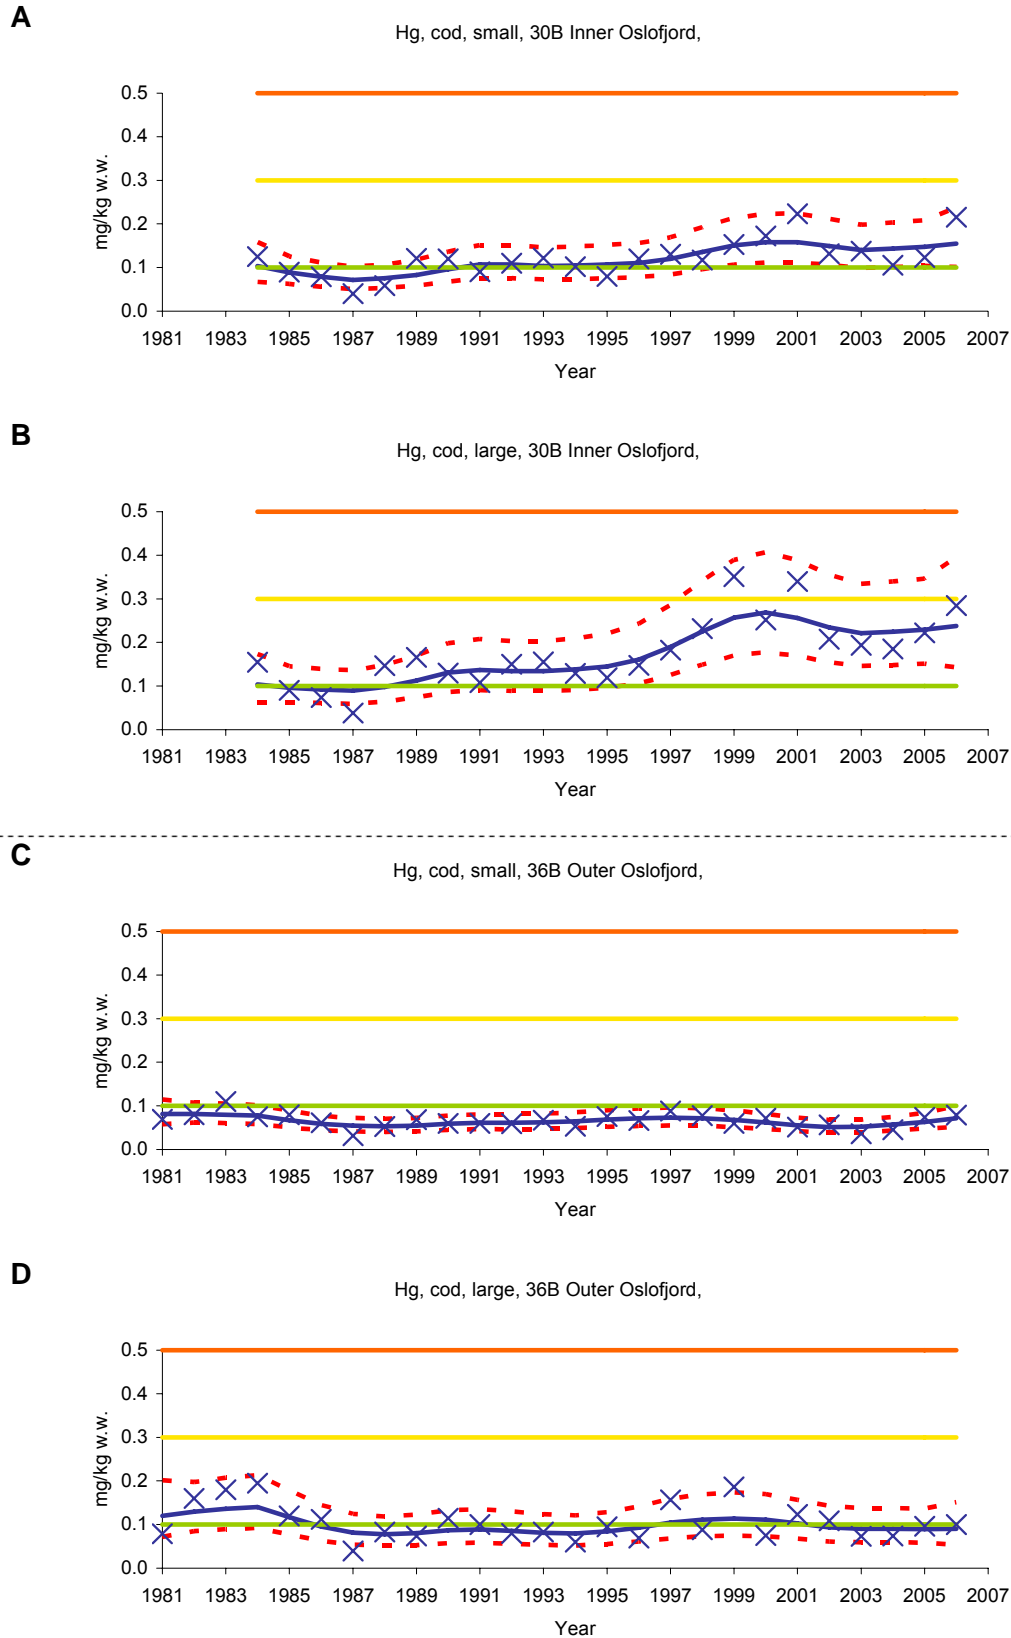 A
Hg, cod, small, 30B Inner Oslofjord,
mg/kg w.w.
0.5
0.4
0.3
0.2
0.1
0.0
1981 1983 1985 1987 1989 1991 1993 1995 1997 1999 2001 2003 2005 2007
Year
B
Hg, cod, large, 30B Inner Oslofjord,
mg/kg w.w.
0.5
0.4
0.3
0.2
0.1
0.0
1981 1983 1985 1987 1989 1991 1993 1995 1997 1999 2001 2003 2005 2007
Year
C
Hg, cod, small, 36B Outer Oslofjord,
mg/kg w.w.
0.5
0.4
0.3
0.2
0.1
0.0
1981 1983 1985 1987 1989 1991 1993 1995 1997 1999 2001 2003 2005 2007
Year
D
Hg, cod, large, 36B Outer Oslofjord,
mg/kg w.w.
0.5
0.4
0.3
0.2
0.1
0.0
1981 1983 1985 1987 1989 1991 1993 1995 1997 1999 2001 2003 2005 2007
Year